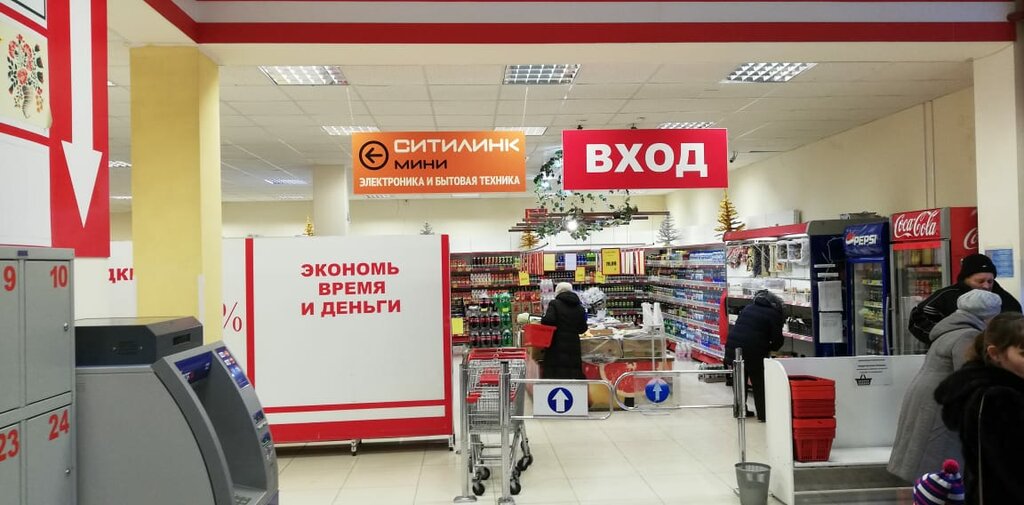 СИТИЛИНК
МИНИ
ЭЛЕКТРОНИКА И БЫТОВАЯ ТЕХНИКА
ВХОД
ЭКОНОМЬ
ВРЕМЯ
И ДЕНЬГИ
%
PEPSI
Coca-Cola
9
10
23
24